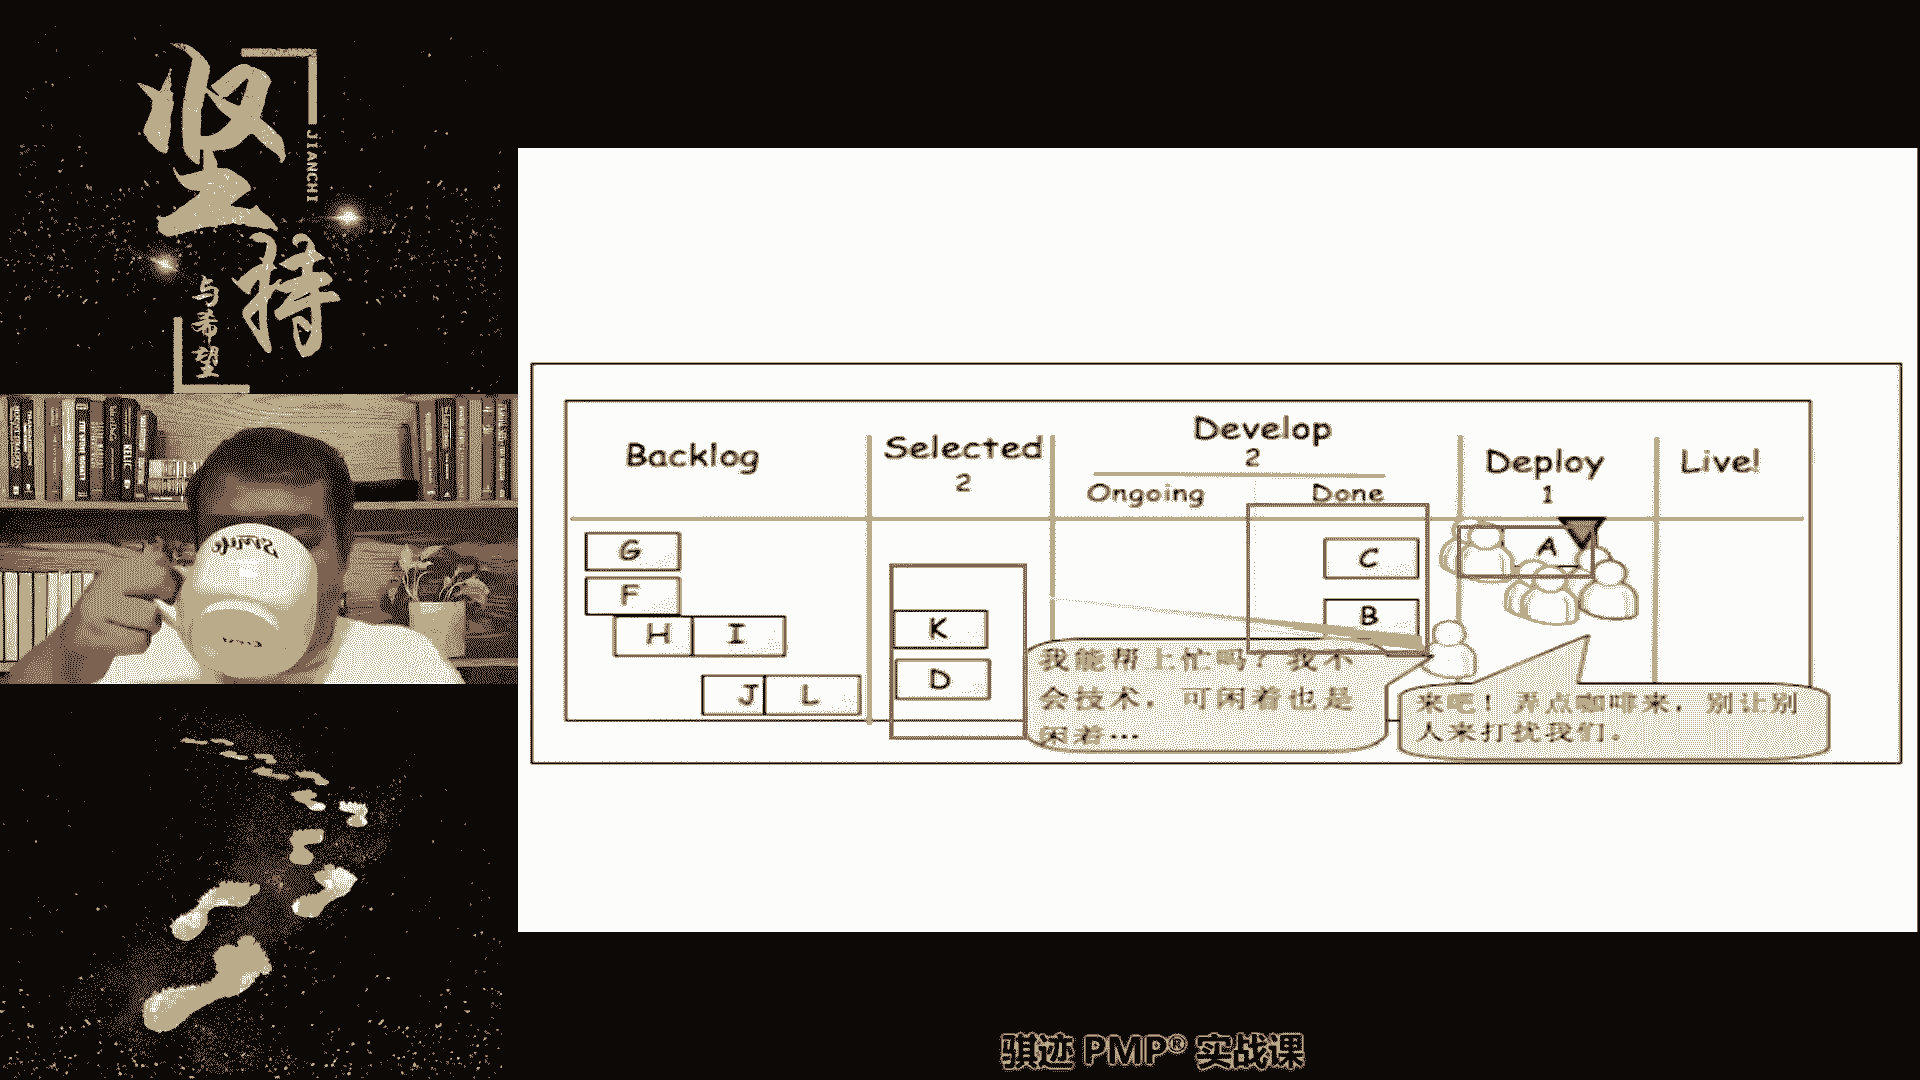 坚持
JIANCHI
与希望
Smile
Backlog
Selected
2
Develop
2
Ongoing
Done
Deploy
1
Live!
G
F
H
I
J
L
K
D
C
B
A
我能帮上忙吗？我不
会技术，可闲着也是
闲着…
来吧！弄点咖啡来，别让别
人来打扰我们。
骐迹 PMP® 实战课